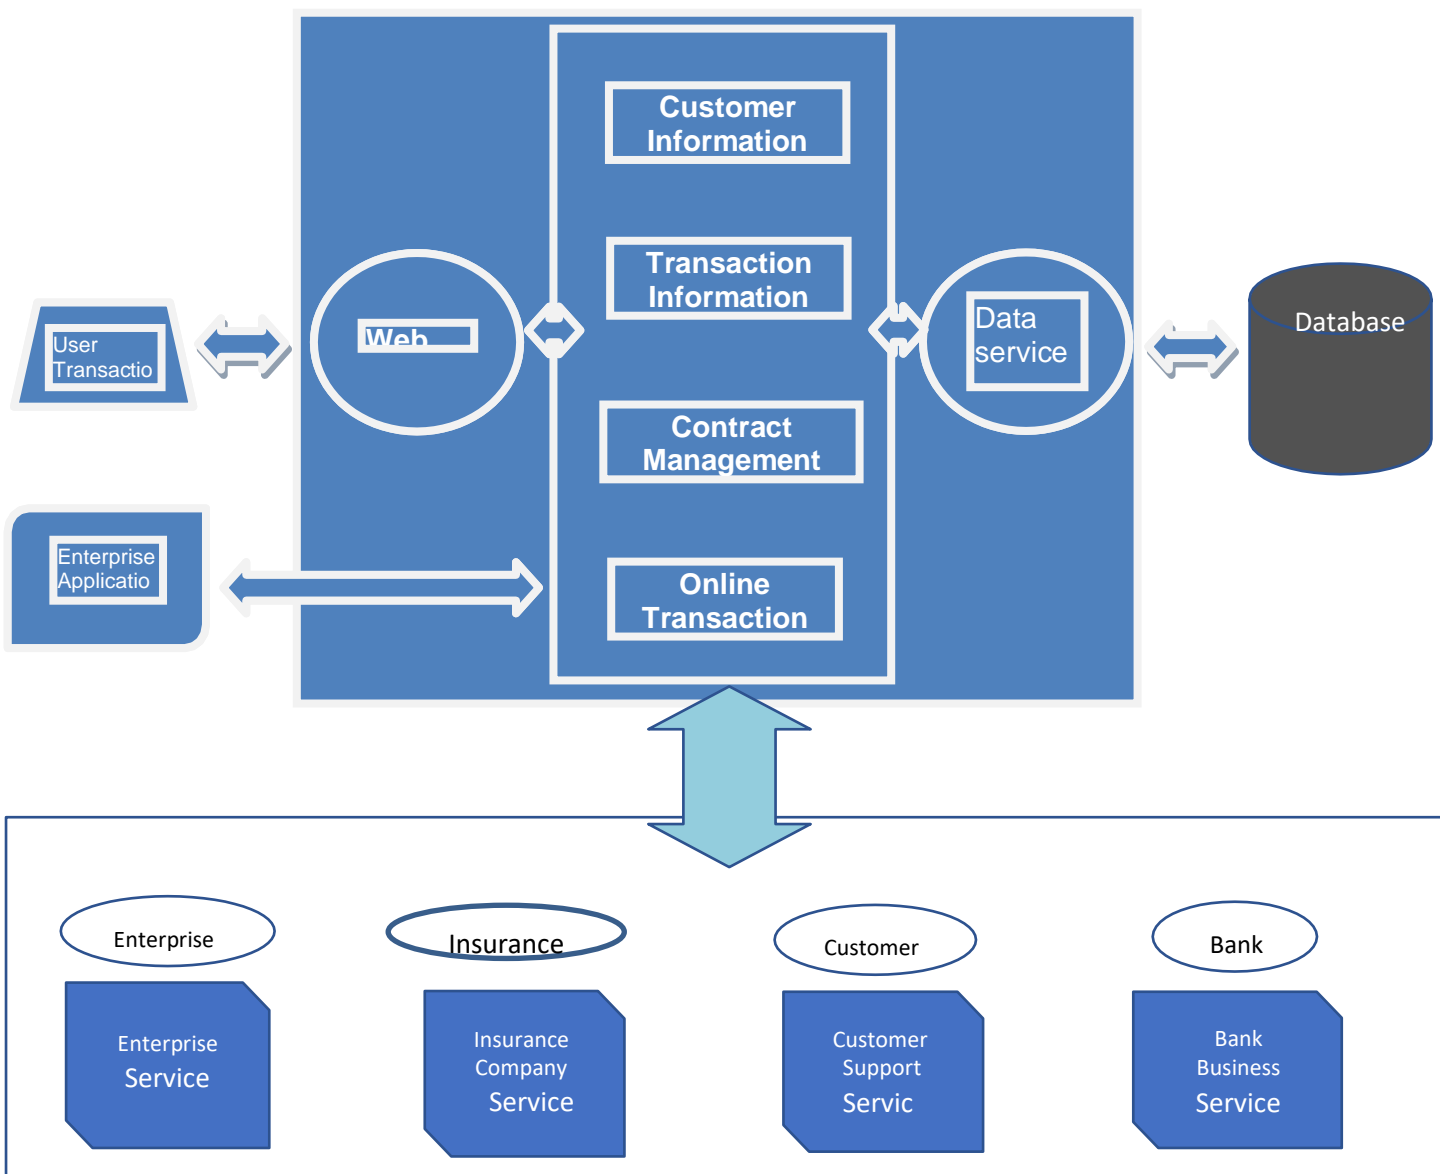 Customer
Information
Transaction
Information
Web
Data
service
Database
User
Transactio
Contract
Management
Enterprise
Applicatio
Online
Transaction
Enterprise
Insurance
Customer
Bank
Enterprise
Service
Insurance
Company
Service
Customer
Support
Servic
Bank
Business
Service